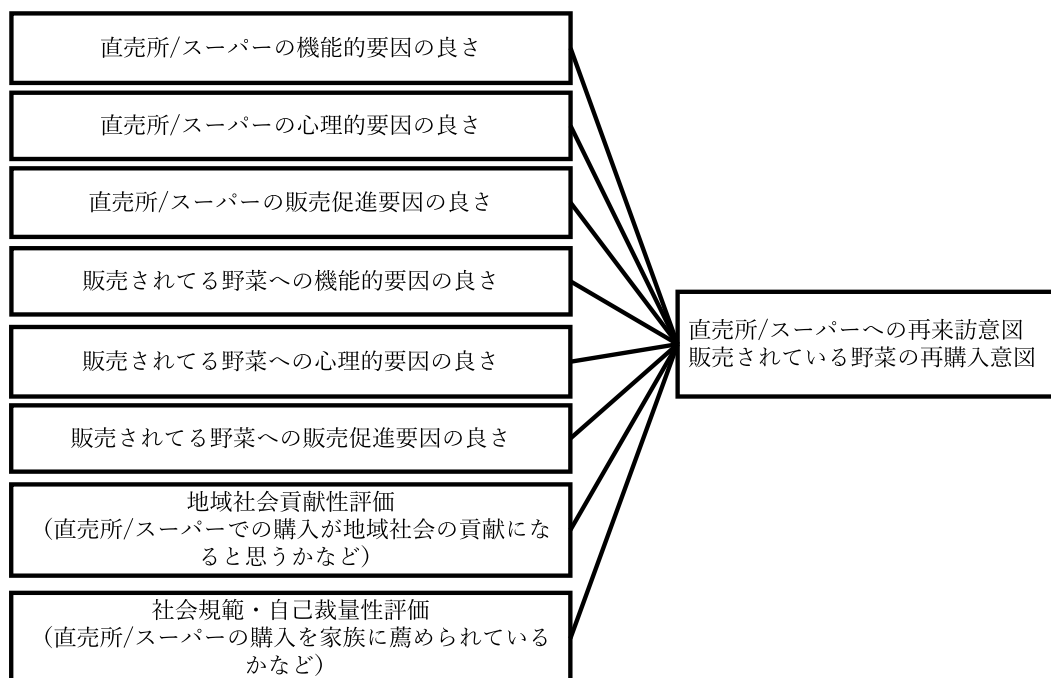 直売所/スーパーの機能的要因の良さ
直売所/スーパーの心理的要因の良さ
直売所/スーパーの販売促進要因の良さ
販売されてる野菜への機能的要因の良さ
販売されてる野菜への心理的要因の良さ
販売されてる野菜への販売促進要因の良さ
地域社会貢献性評価
（直売所/スーパーでの購入が地域社会の貢献にな
ると思うかなど）
社会規範・自己裁量性評価
（直売所/スーパーの購入を家族に薦められている
かなど）
直売所/スーパーへの再来訪意図
販売されている野菜の再購入意図